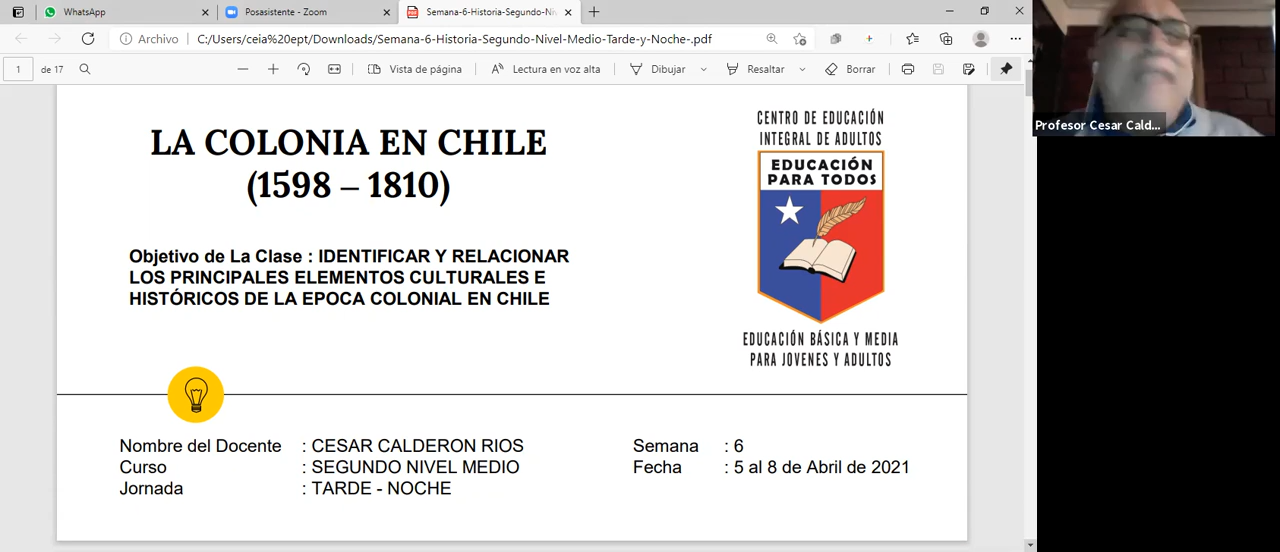 WhatsApp
Posasistente - Zoom
Semana-6-Historia-Segundo-Niv
Archivo
C:/Users/ceia%20ept/Downloads/Semana-6-Historia-Segundo-Nivel-Medio-Tarde-y-Noche-.pdf
1 de 17
Vista de página
Lectura en voz alta
Dibujar
Resaltar
Borrar
Profesor Cesar Cald...
LA COLONIA EN CHILE
(1598 – 1810)
Objetivo de La Clase : IDENTIFICAR Y RELACIONAR
LOS PRINCIPALES ELEMENTOS CULTURALES E
HISTÓRICOS DE LA EPOCA COLONIAL EN CHILE
CENTRO DE EDUCACIÓN
INTEGRAL DE ADULTOS
EDUCACIÓN
PARA TODOS
EDUCACIÓN BÁSICA Y MEDIA
PARA JOVENES Y ADULTOS
Nombre del Docente : CESAR CALDERON RIOS
Curso : SEGUNDO NIVEL MEDIO
Jornada : TARDE - NOCHE
Semana : 6
Fecha : 5 al 8 de Abril de 2021